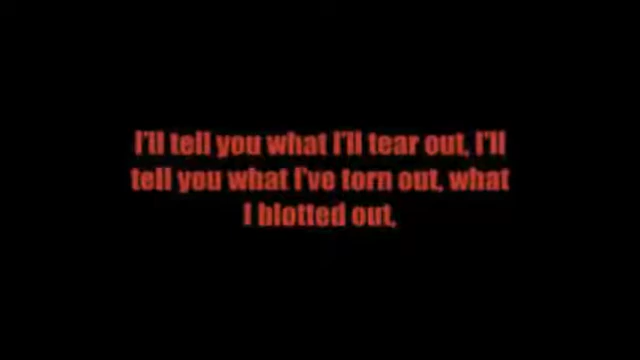 I'll tell you what I'll tear out, I'll
tell you what I've torn out, what
I blotted out,